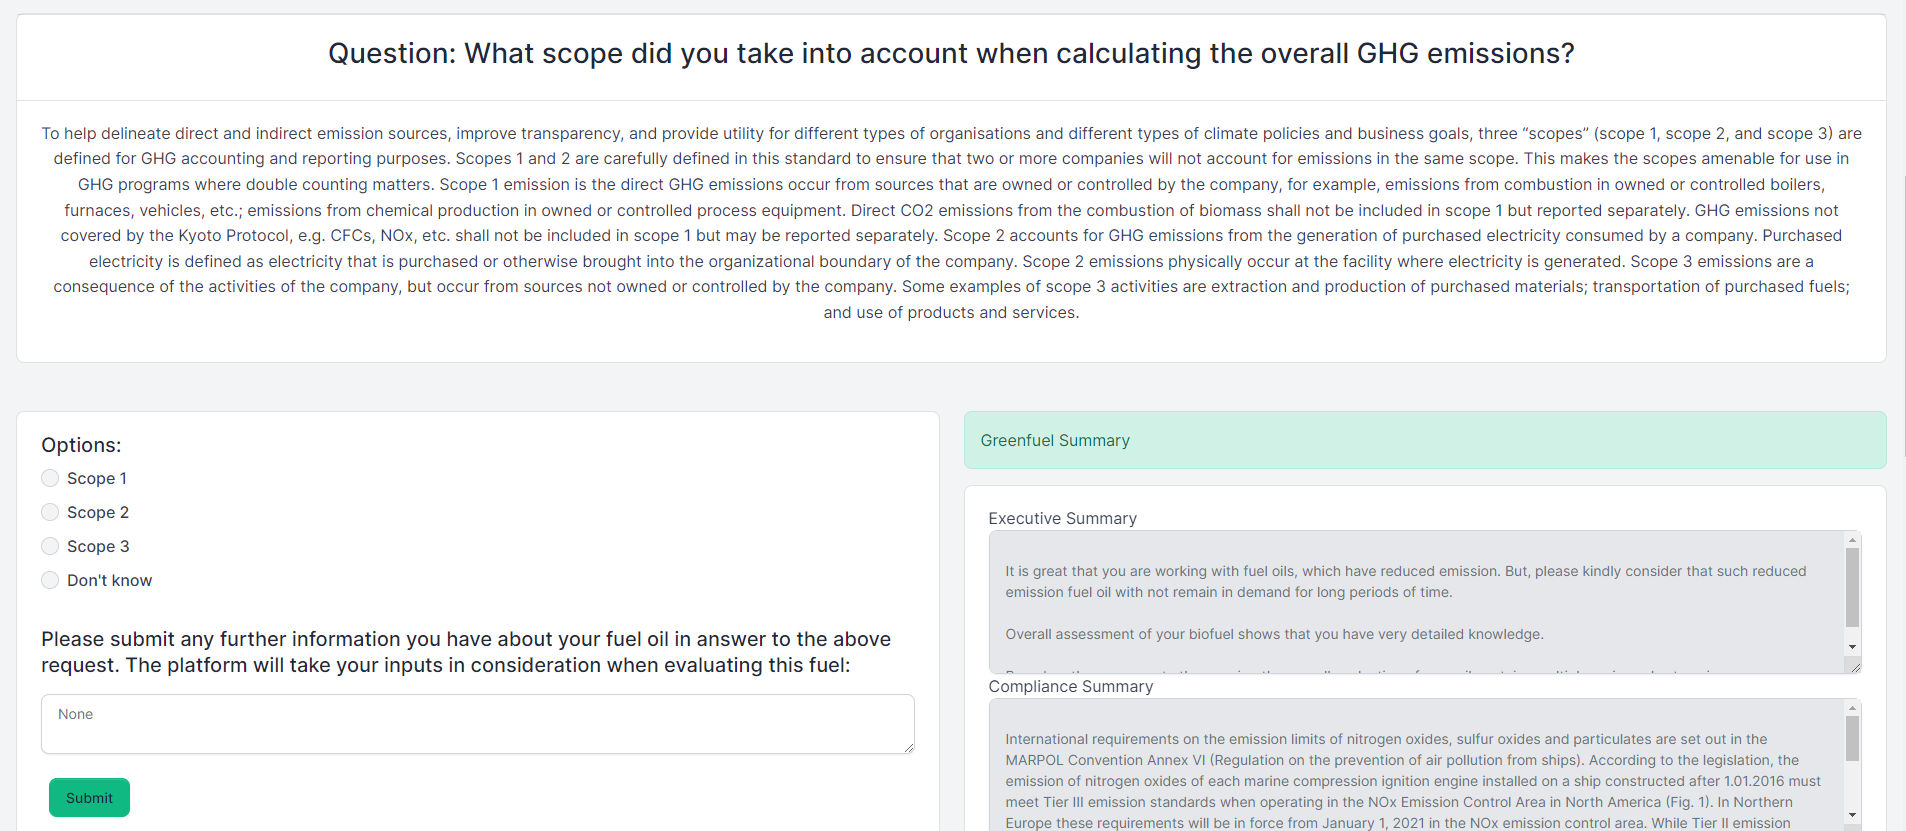 Question: What scope did you take into account when calculating the overall GHG emissions?
To help delineate direct and indirect emission sources, improve transparency, and provide utility for different types of organisations and different types of climate policies and business goals, three “scopes” (scope 1, scope 2, and scope 3) are
defined for GHG accounting and reporting purposes. Scopes 1 and 2 are carefully defined in this standard to ensure that two or more companies will not account for emissions in the same scope. This makes the scopes amenable for use in
GHG programs where double counting matters. Scope 1 emission is the direct GHG emissions occur from sources that are owned or controlled by the company, for example, emissions from combustion in owned or controlled boilers,
furnaces, vehicles, etc.; emissions from chemical production in owned or controlled process equipment. Direct CO2 emissions from the combustion of biomass shall not be included in scope 1 but reported separately. GHG emissions not
covered by the Kyoto Protocol, e.g. CFCs, NOx, etc. shall not be included in scope 1 but may be reported separately. Scope 2 accounts for GHG emissions from the generation of purchased electricity consumed by a company. Purchased
electricity is defined as electricity that is purchased or otherwise brought into the organizational boundary of the company. Scope 2 emissions physically occur at the facility where electricity is generated. Scope 3 emissions are a
consequence of the activities of the company, but occur from sources not owned or controlled by the company. Some examples of scope 3 activities are extraction and production of purchased materials; transportation of purchased fuels;
and use of products and services.
Options:
Scope 1
Scope 2
Scope 3
Don't know
Please submit any further information you have about your fuel oil in answer to the above
request. The platform will take your inputs in consideration when evaluating this fuel:
None
Submit
Greenfuel Summary
Executive Summary
It is great that you are working with fuel oils, which have reduced emission. But, please kindly consider that such reduced
emission fuel oil with not remain in demand for long periods of time.
Overall assessment of your biofuel shows that you have very detailed knowledge.
Compliance Summary
International requirements on the emission limits of nitrogen oxides, sulfur oxides and particulates are set out in the
MARPOL Convention Annex VI (Regulation on the prevention of air pollution from ships). According to the legislation, the
emission of nitrogen oxides of each marine compression ignition engine installed on a ship constructed after 1.01.2016 must
meet Tier III emission standards when operating in the NOx Emission Control Area in North America (Fig. 1). In Northern
Europe these requirements will be in force from January 1, 2021 in the NOx emission control area. While Tier II emission